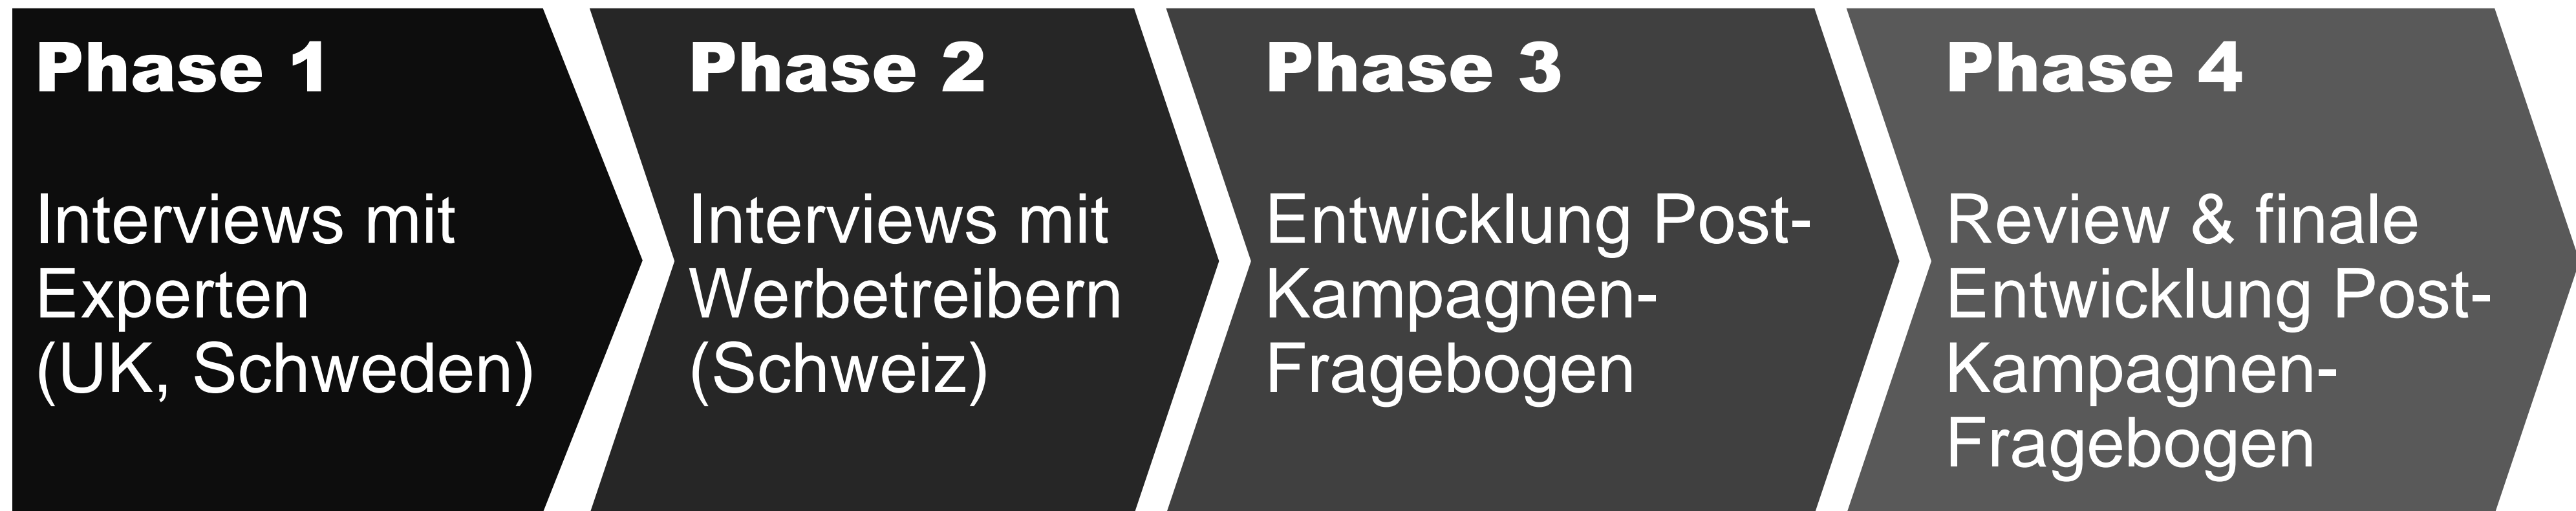 Phase 1
Interviews mit
Experten
(UK, Schweden)
Phase 2
Interviews mit
Werbetreibern
(Schweiz)
Phase 3
Entwicklung Post-
Kampagnen-
Fragebogen
Phase 4
Review & finale
Entwicklung Post-
Kampagnen-
Fragebogen